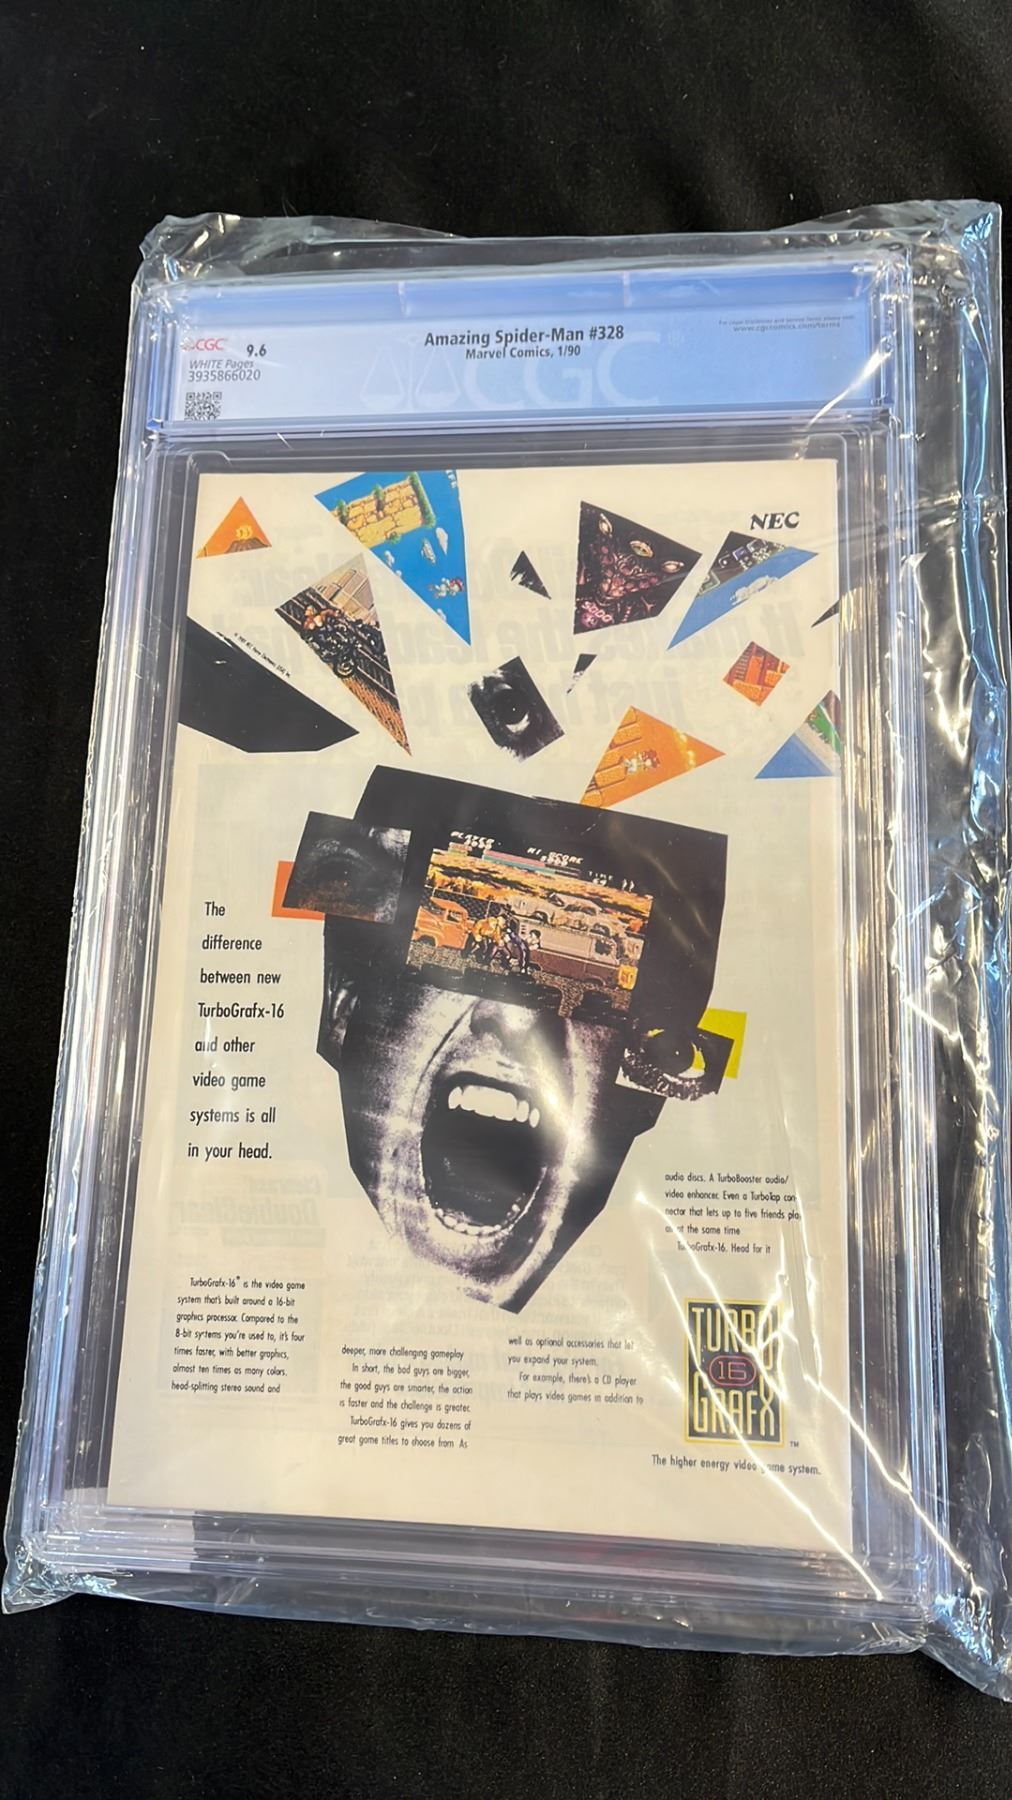 CGC 9.6
WHITE Pages
3935866020
Amazing Spider-Man #328
Marvel Comics, 1/90
www.cgccomics.com/terms
CGC
NEC
PLAYER
HI SCORE
TIME
The
difference
between new
TurboGrafx-16
and other
video game
systems is all
in your head.
TurboGrafx-16® is the video game
system that's built around a 16-bit
graphics processor. Compared to the
8-bit systems you're used to, it's four
times faster, with better graphics,
almost ten times as many colors,
head-splitting stereo sound and
deeper, more challenging gameplay
In short, the bad guys are bigger,
the good guys are smarter, the action
is faster and the challenge is greater.
TurboGrafx-16 gives you dozens of
great game titles to choose from As
well as optional accessories that let
you expand your system.
For example, there's a CD player
that plays video games in addition to
audio discs. A TurboBooster audio/
video enhancer. Even a TurboTap con-
nector that lets up to five friends play
at the same time
TurboGrafx-16. Head for it
TURBO
16
GRAFX
TM
The higher energy video game system.